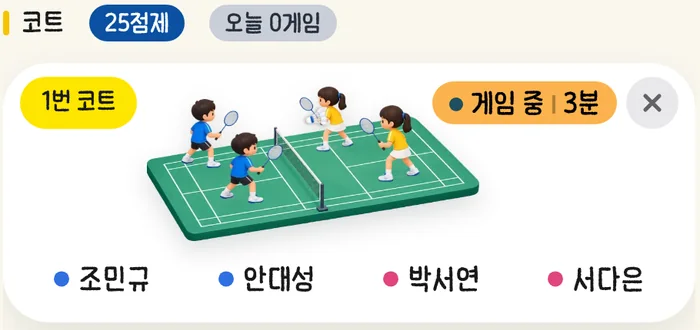 코트 25점제 오늘 0게임
1번 코트 게임 중 | 3분 ×
조민규 안대성 박서연 서다은